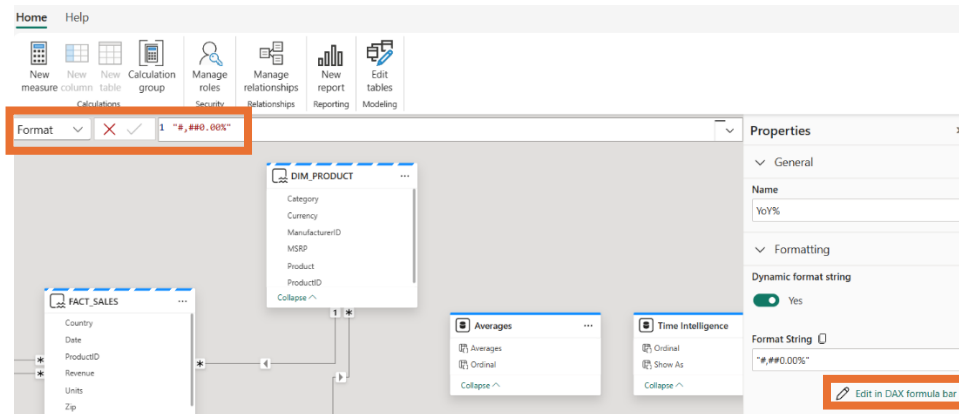 Home Help
New measure
New column
New table
Calculation group
Manage roles
Manage relationships
New report
Edit tables
Calculations
Security
Relationships
Reporting
Modeling
Format
1 "#,##0.00%"
Properties
General
Name
YoY%
Formatting
Dynamic format string
Yes
Format String
"#,##0.00%"
Edit in DAX formula bar
DIM_PRODUCT
Category
Currency
ManufacturerID
MSRP
Product
ProductID
Collapse
1 *
FACT_SALES
Country
Date
ProductID
Revenue
Units
Zip
*
*
*
Averages
Averages
Ordinal
Collapse
Time Intelligence
Ordinal
Show As
Collapse